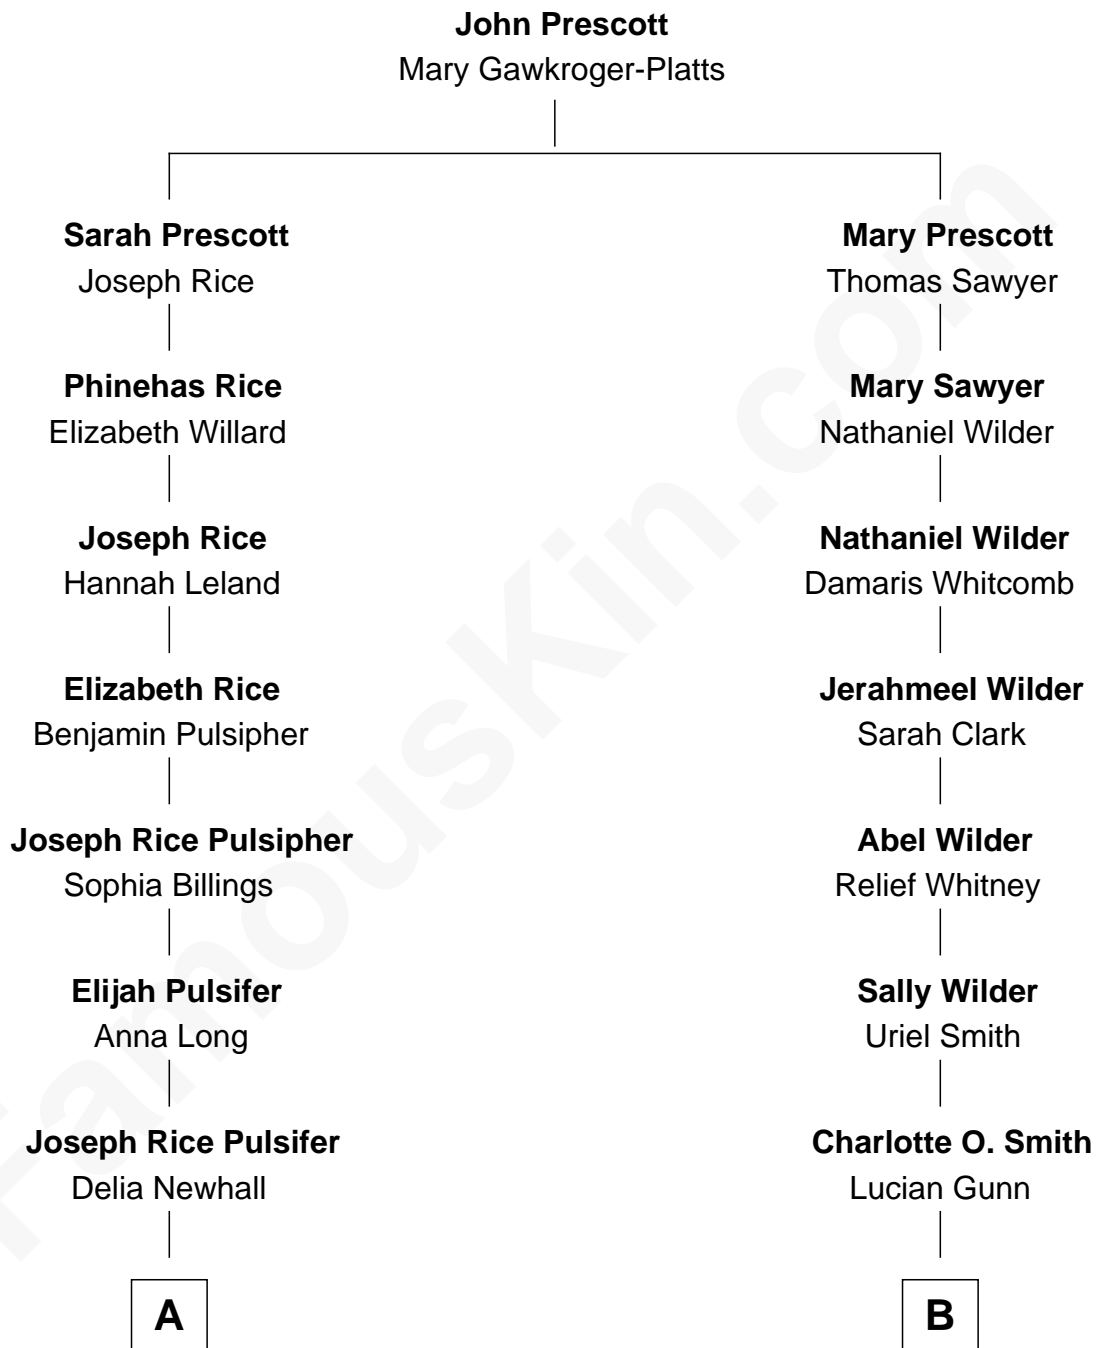 John Prescott
Mary Gawkroger-Platts
Sarah Prescott
Joseph Rice
Mary Prescott
Thomas Sawyer
Phinehas Rice
Elizabeth Willard
Mary Sawyer
Nathaniel Wilder
Joseph Rice
Hannah Leland
Nathaniel Wilder
Damaris Whitcomb
Elizabeth Rice
Benjamin Pulsipher
Jerahmeel Wilder
Sarah Clark
Joseph Rice Pulsipher
Sophia Billings
Abel Wilder
Relief Whitney
Elijah Pulsifer
Anna Long
Sally Wilder
Uriel Smith
Joseph Rice Pulsifer
Delia Newhall
Charlotte O. Smith
Lucian Gunn
A
B
FamousKin.com